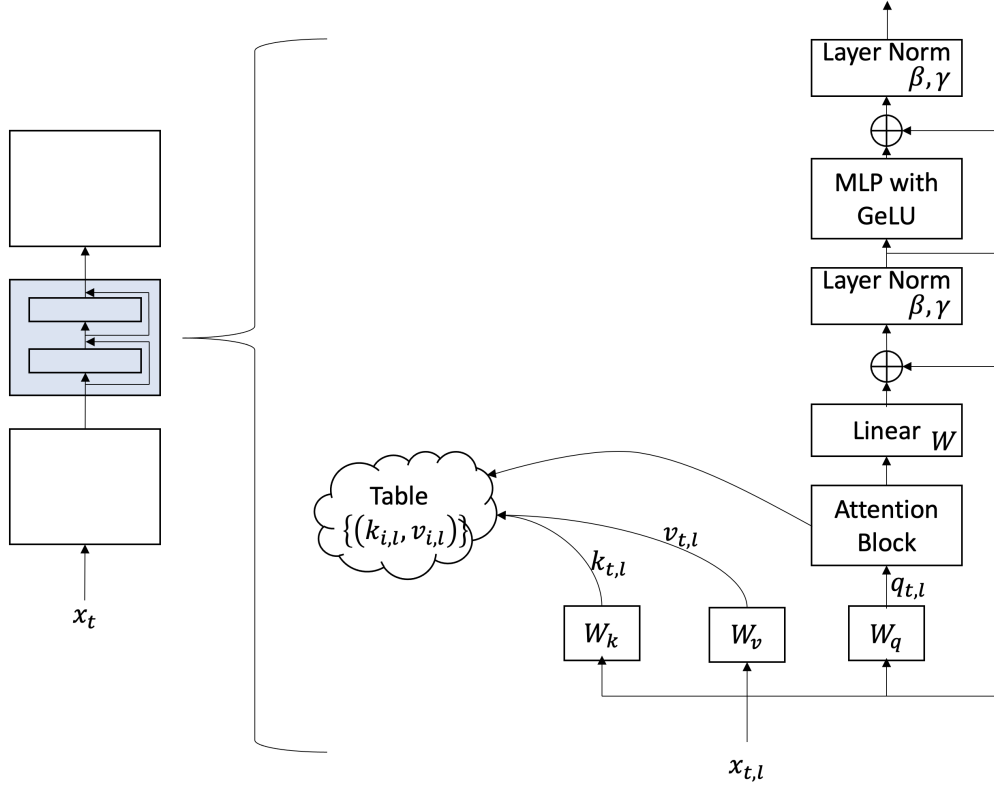 Layer Norm
β, γ
MLP with
GeLU
Layer Norm
β, γ
Linear W
Attention
Block
Table
{(k_{i,l}, v_{i,l})}
v_{t,l}
k_{t,l}
q_{t,l}
W_k
W_v
W_q
x_t
x_{t,l}